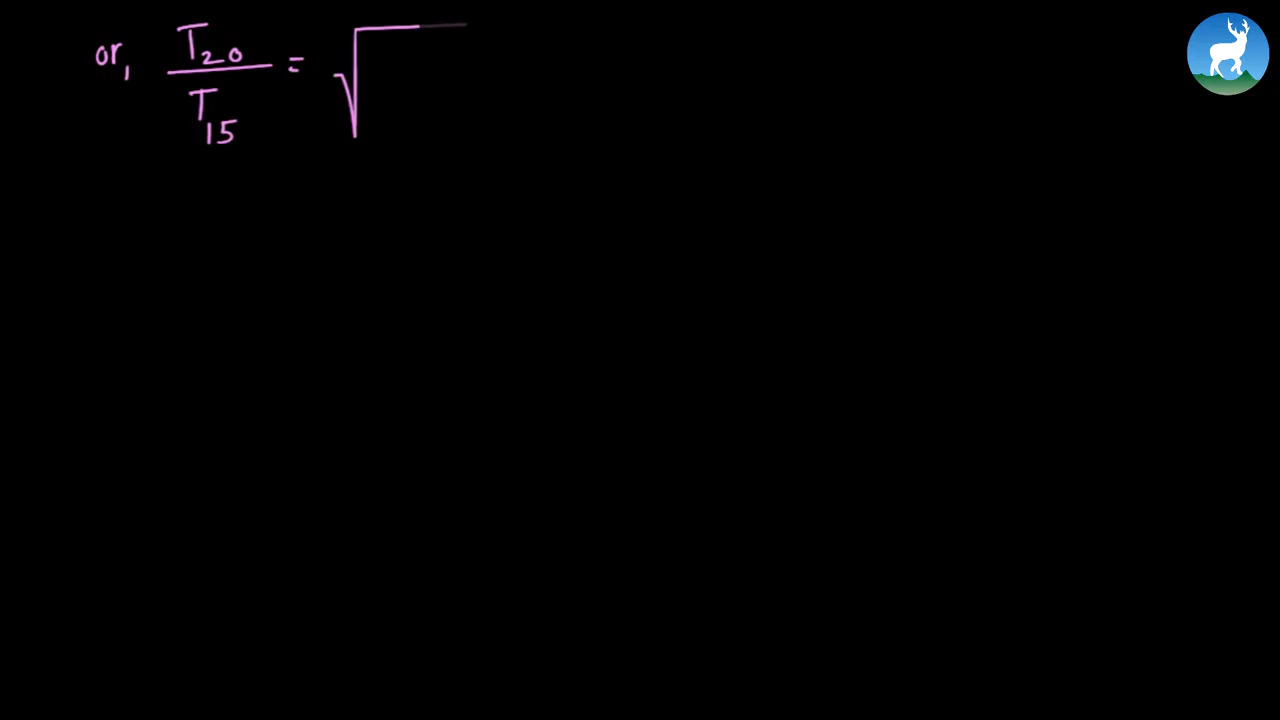 or, T₂₀ / T₁₅ = √